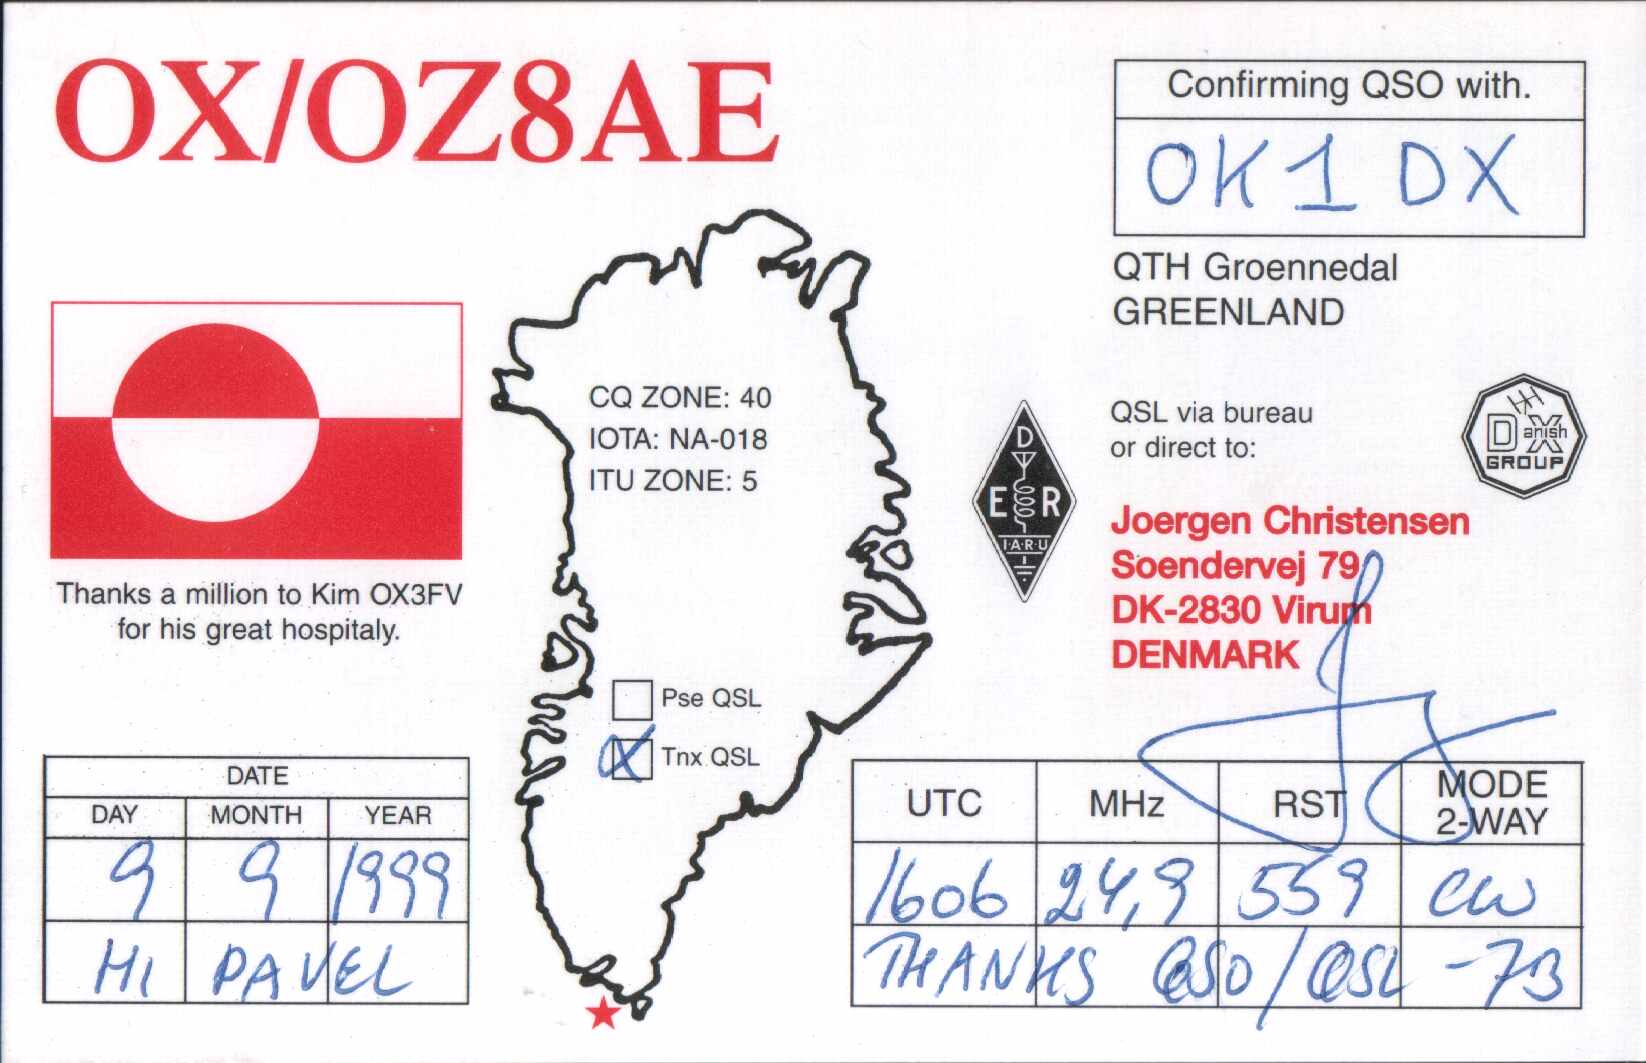 OX/OZ8AE
Confirming QSO with.
OK1DX
QTH Groennedal
GREENLAND
CQ ZONE: 40
IOTA: NA-018
ITU ZONE: 5
D
E R
I·A·R·U
QSL via bureau
or direct to:
Danish
DX
GROUP
Joergen Christensen
Soendervej 79
DK-2830 Virum
DENMARK
Thanks a million to Kim OX3FV
for his great hospitaly.
Pse QSL
X Tnx QSL
DATE
DAY MONTH YEAR
9 9 1999
HI PAVEL
UTC MHz RST MODE 2-WAY
1606 24,9 559 CW
THANKS QSO/QSL -73